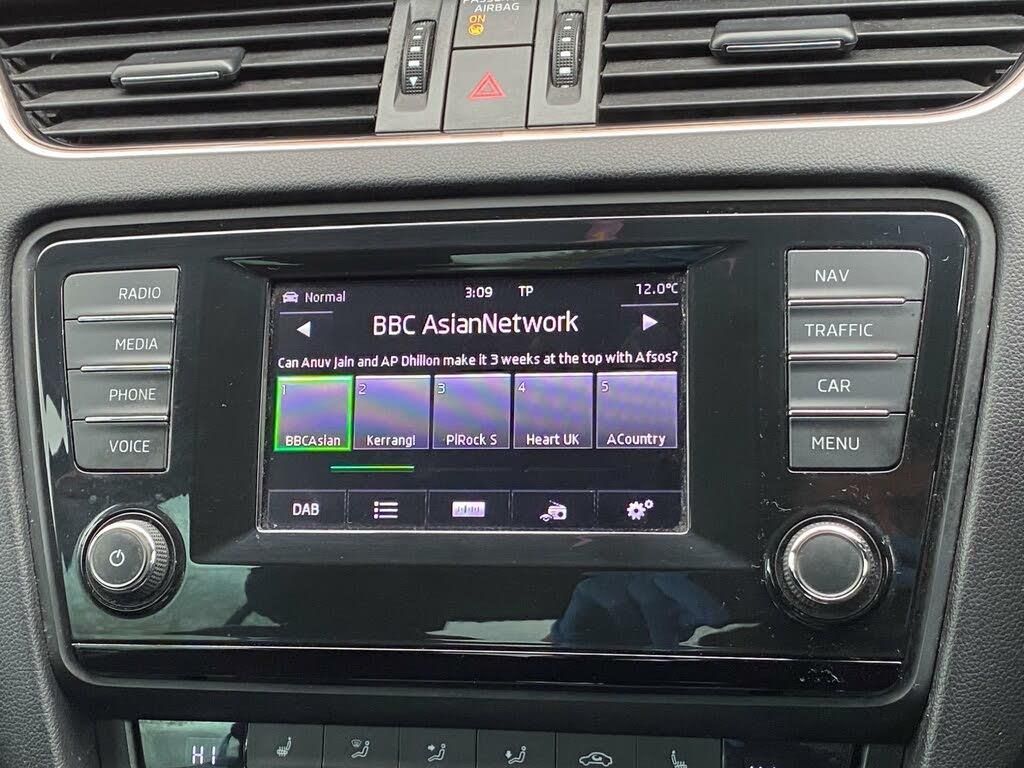 AIRBAG
ON
RADIO
MEDIA
PHONE
VOICE
Normal 3:09 TP 12.0°C
BBC AsianNetwork
Can Anuv Jain and AP Dhillon make it 3 weeks at the top with Afsos?
1 2 3 4 5
BBCAsian Kerrang! PlRock S Heart UK ACountry
DAB
NAV
TRAFFIC
CAR
MENU
HI